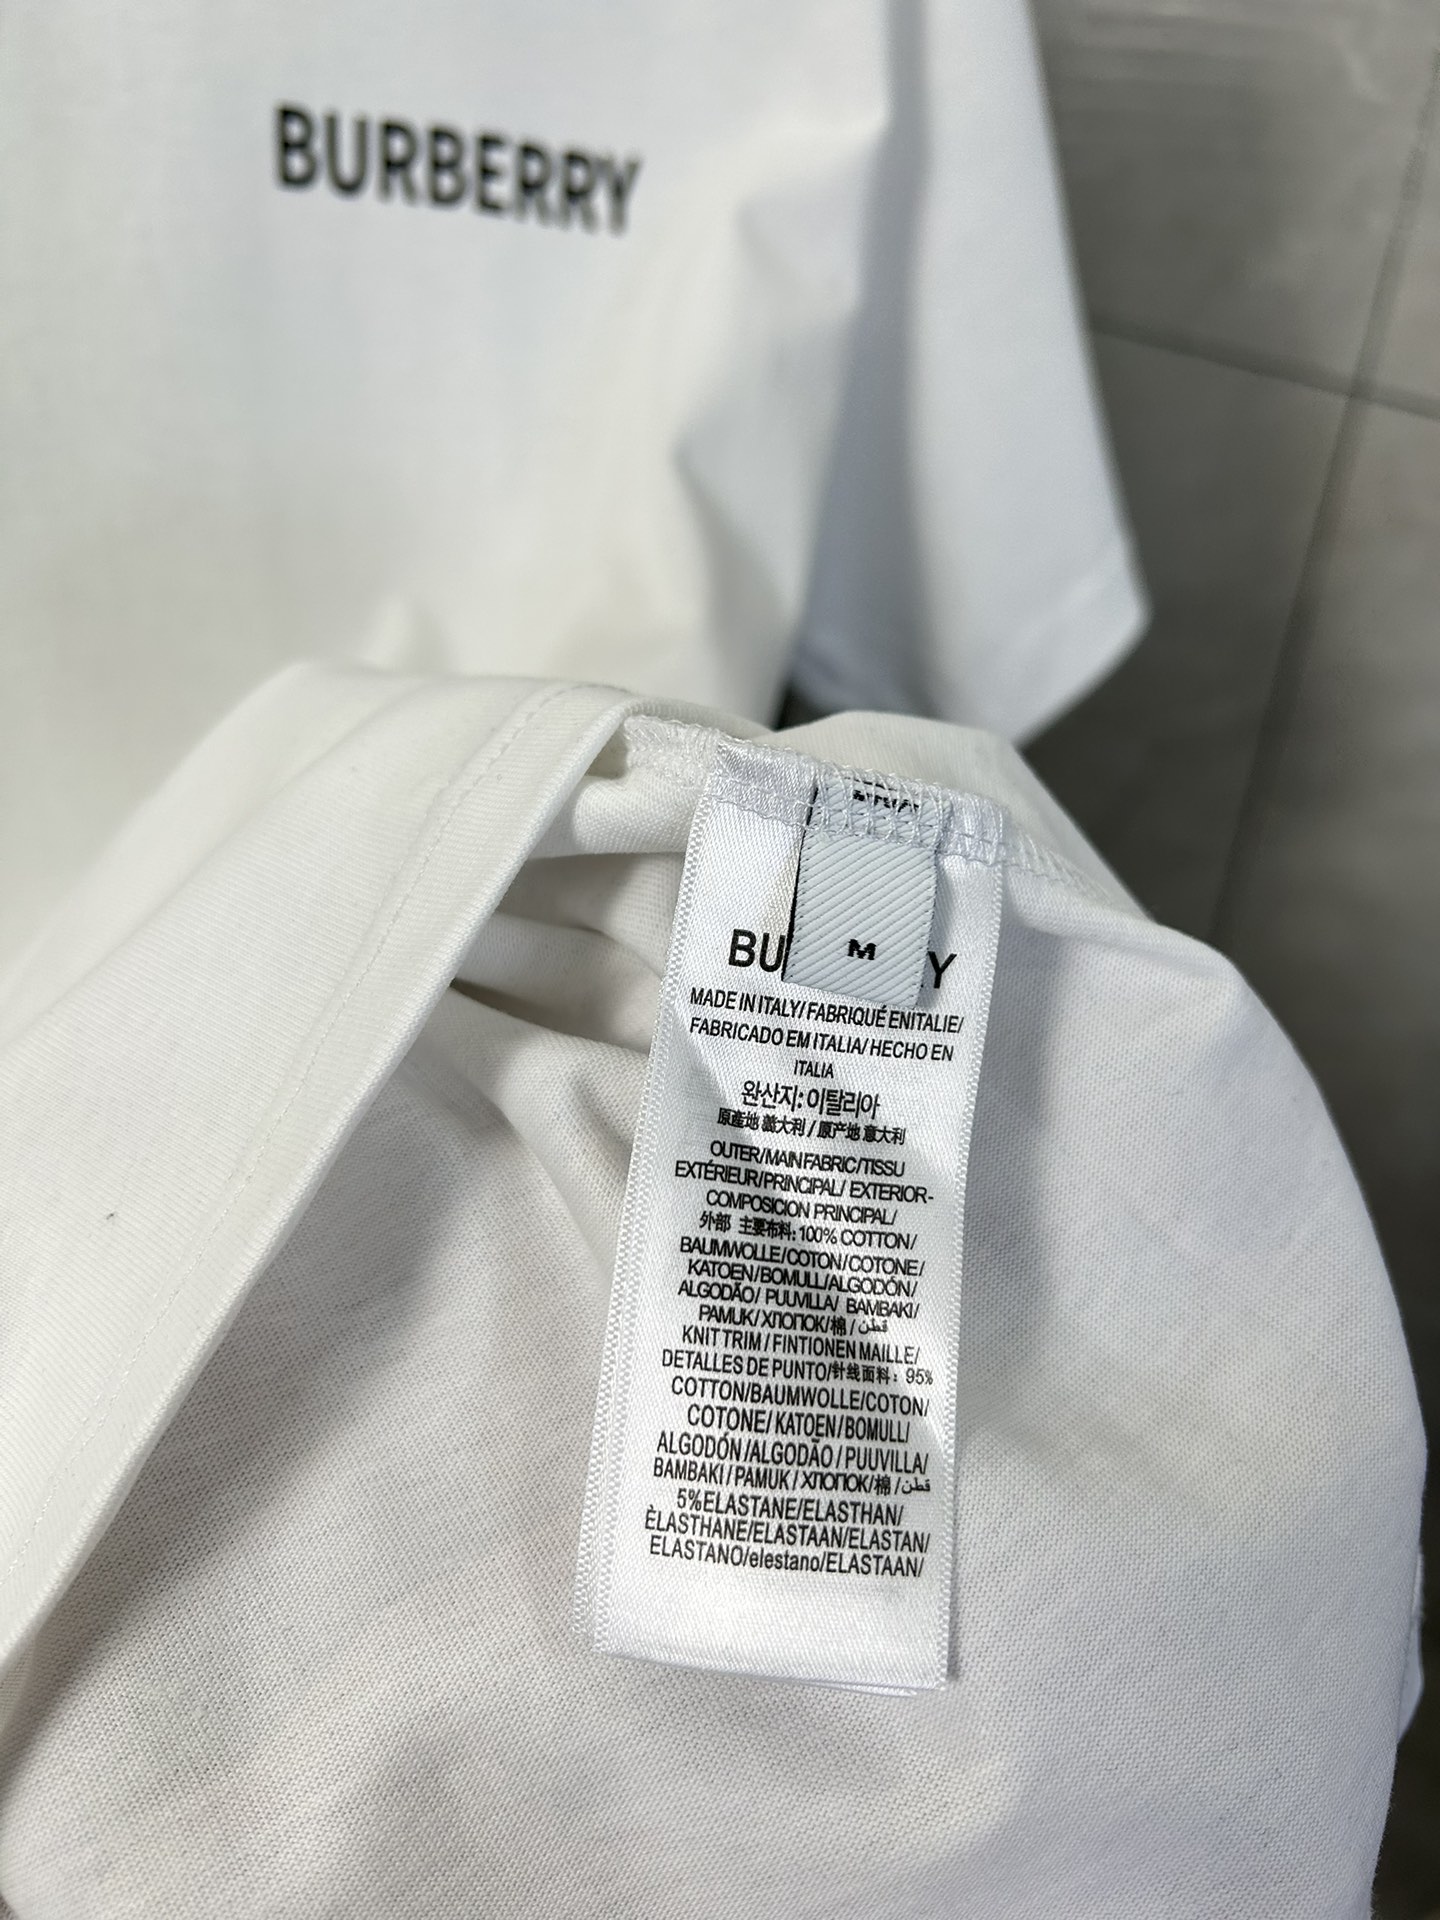 BURBERRY
M
BU Y
MADE IN ITALY/FABRIQUÉ ENITALIE/
FABRICADO EM ITALIA/HECHO EN
ITALIA
완산지: 이탈리아
原產地 義大利 / 原产地 意大利
OUTER/MAIN FABRIC/TISSU
EXTÉRIEUR/PRINCIPAL/ EXTERIOR-
COMPOSICION PRINCIPAL/
外部 主要布料: 100% COTTON/
BAUMWOLLE/COTON/COTONE/
KATOEN/BOMULL/ALGODÓN/
ALGODÃO/ PUUVILLA/ BAMBAKI/
PAMUK/ХЛОПОК/棉 / قطن
KNIT TRIM / FINTIONEN MAILLE/
DETALLES DE PUNTO/针线面料: 95%
COTTON/BAUMWOLLE/COTON/
COTONE/ KATOEN/BOMULL/
ALGODÓN /ALGODÃO / PUUVILLA/
BAMBAKI / PAMUK / ХЛОПОК/棉 / قطن
5%ELASTANE/ELASTHAN/
ÈLASTHANE/ELASTAAN/ELASTAN/
ELASTANO/elestano/ELASTAAN/